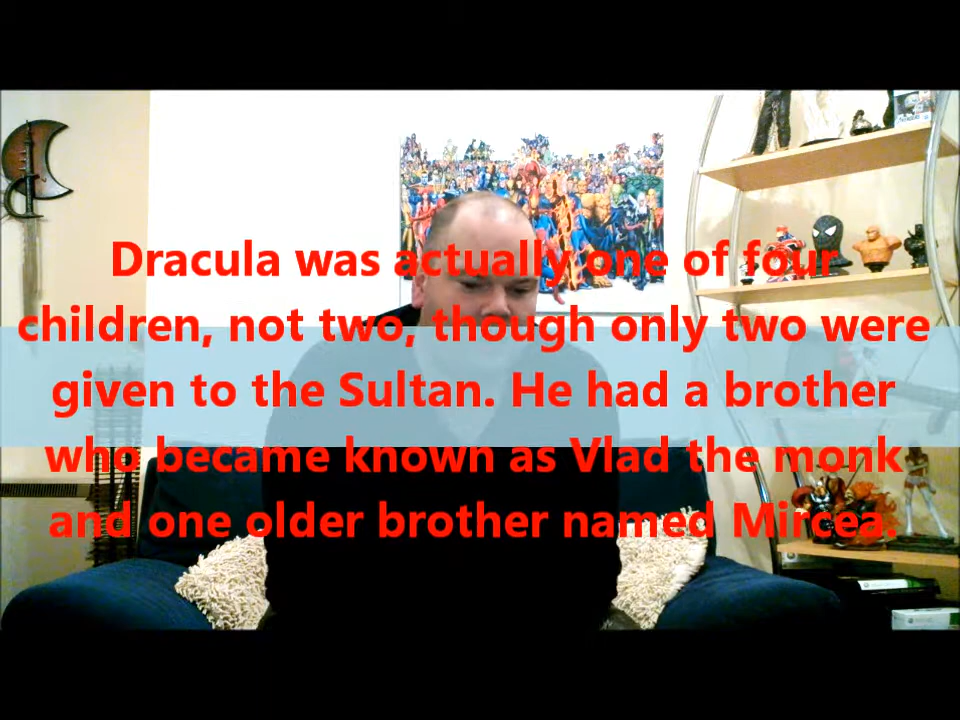 Dracula was actually one of four
children, not two, though only two were
given to the Sultan. He had a brother
who became known as Vlad the monk
and one older brother named Mircea.